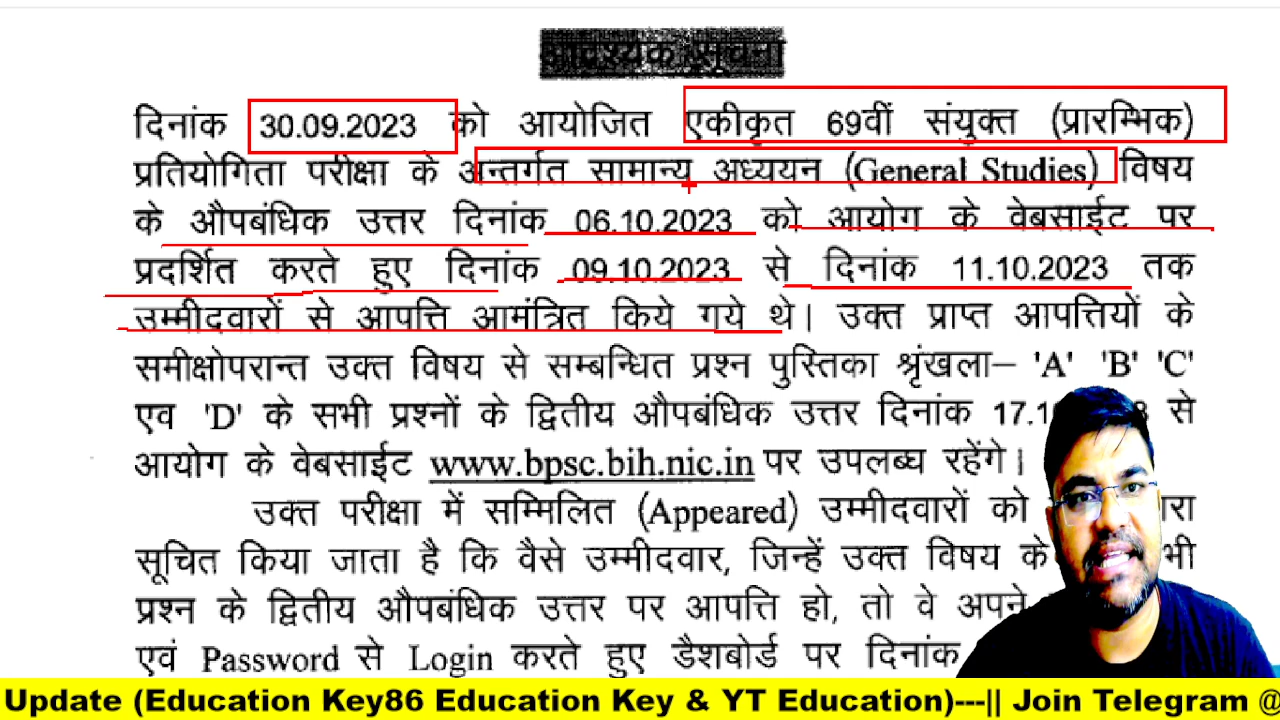 आवश्यक सूचना
दिनांक 30.09.2023 को आयोजित एकीकृत 69वीं संयुक्त (प्रारम्भिक)
प्रतियोगिता परीक्षा के अन्तर्गत सामान्य अध्ययन (General Studies) विषय
के औपबंधिक उत्तर दिनांक 06.10.2023 को आयोग के वेबसाईट पर
प्रदर्शित करते हुए दिनांक 09.10.2023 से दिनांक 11.10.2023 तक
उम्मीदवारों से आपत्ति आमंत्रित किये गये थे। उक्त प्राप्त आपत्तियों के
समीक्षोपरान्त उक्त विषय से सम्बन्धित प्रश्न पुस्तिका श्रृंखला– 'A' 'B' 'C'
एव 'D' के सभी प्रश्नों के द्वितीय औपबंधिक उत्तर दिनांक से
आयोग के वेबसाईट www.bpsc.bih.nic.in पर उपलब्ध रहेंगे।
उक्त परीक्षा में सम्मिलित (Appeared) उम्मीदवारों को
सूचित किया जाता है कि वैसे उम्मीदवार, जिन्हें उक्त विषय के
प्रश्न के द्वितीय औपबंधिक उत्तर पर आपत्ति हो, तो वे अपने
एवं Password से Login करते हुए डैशबोर्ड पर दिनांक
Update (Education Key86 Education Key & YT Education)---|| Join Telegram @